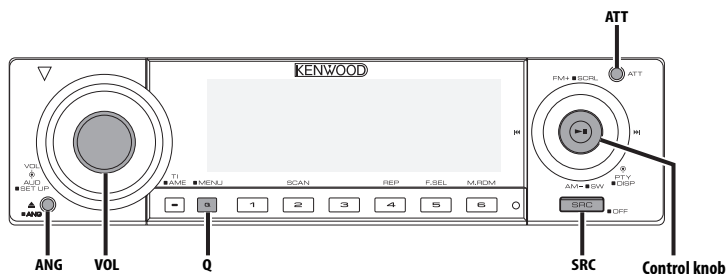 ATT
KENWOOD
FM+ ■SCRL
ATT
VOL
AUD
■SET UP
TI
■AME
■MENU
SCAN
REP
F.SEL
M.RDM
AM– ■SW
PTY
■DISP
■ANG
Q
1
2
3
4
5
6
SRC
■OFF
ANG
VOL
Q
SRC
Control knob